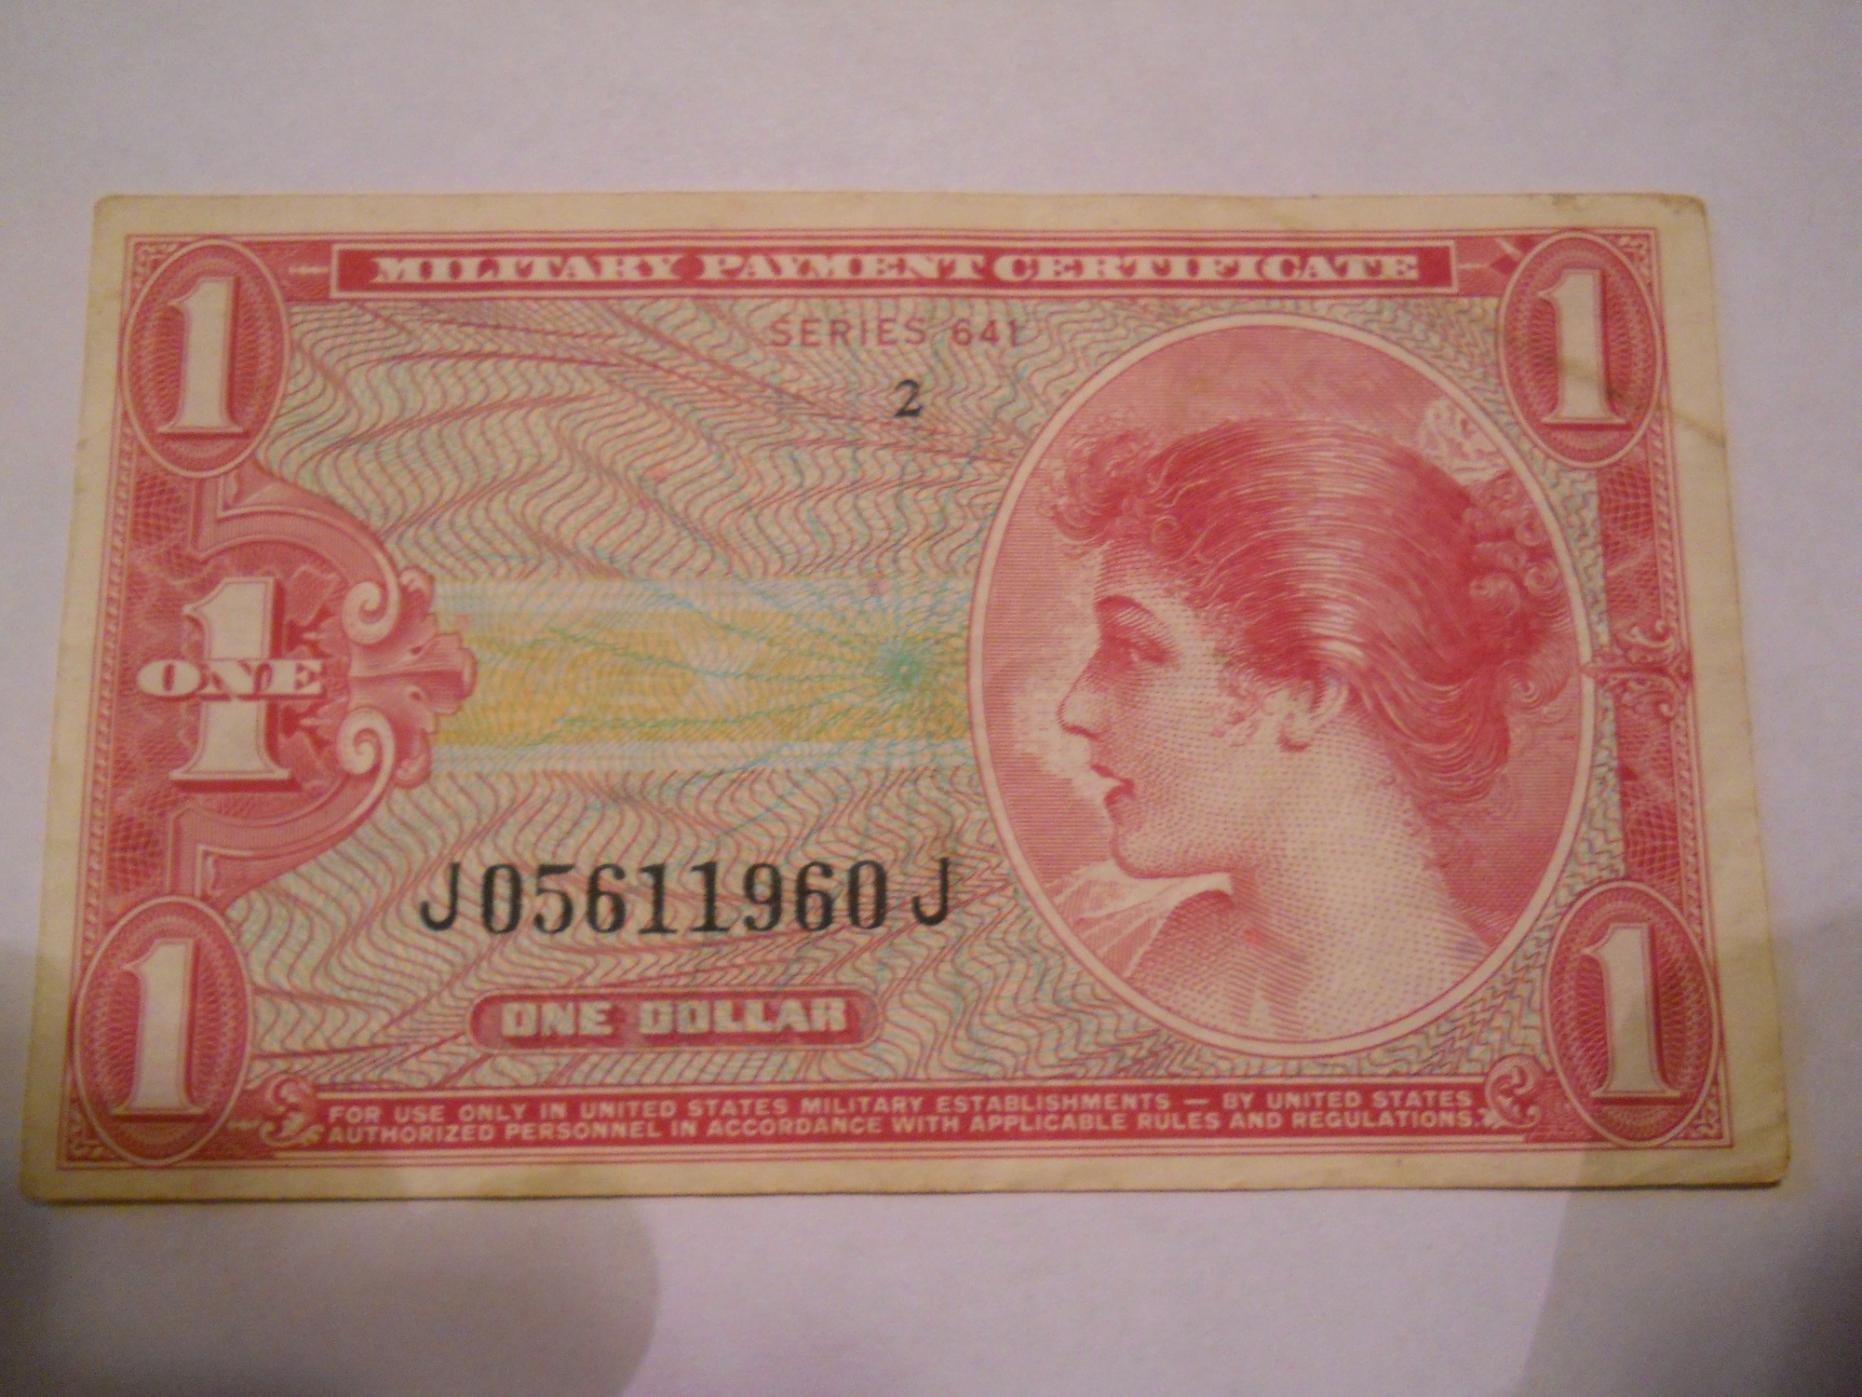 1 MILITARY PAYMENT CERTIFICATE 1
SERIES 641
2
1
ONE
J05611960J
1 ONE DOLLAR 1
FOR USE ONLY IN UNITED STATES MILITARY ESTABLISHMENTS — BY UNITED STATES
AUTHORIZED PERSONNEL IN ACCORDANCE WITH APPLICABLE RULES AND REGULATIONS.